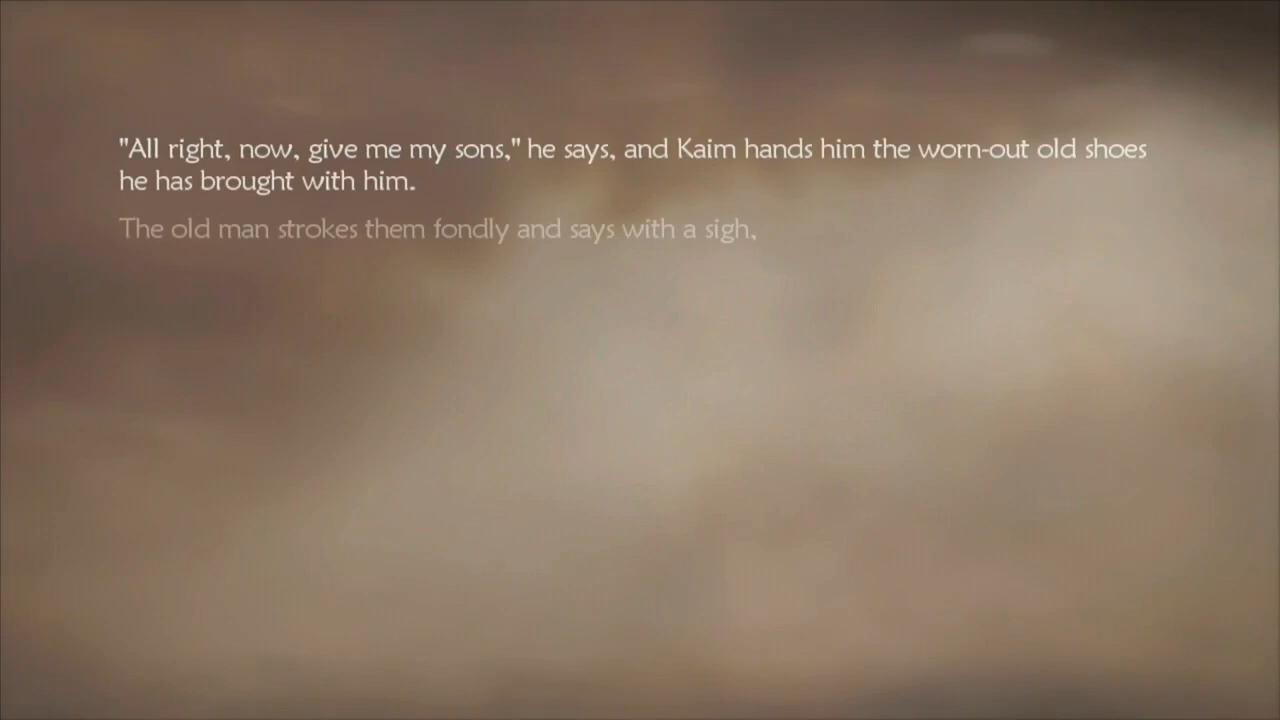 "All right, now, give me my sons," he says, and Kaim hands him the worn-out old shoes
he has brought with him.
The old man strokes them fondly and says with a sigh,